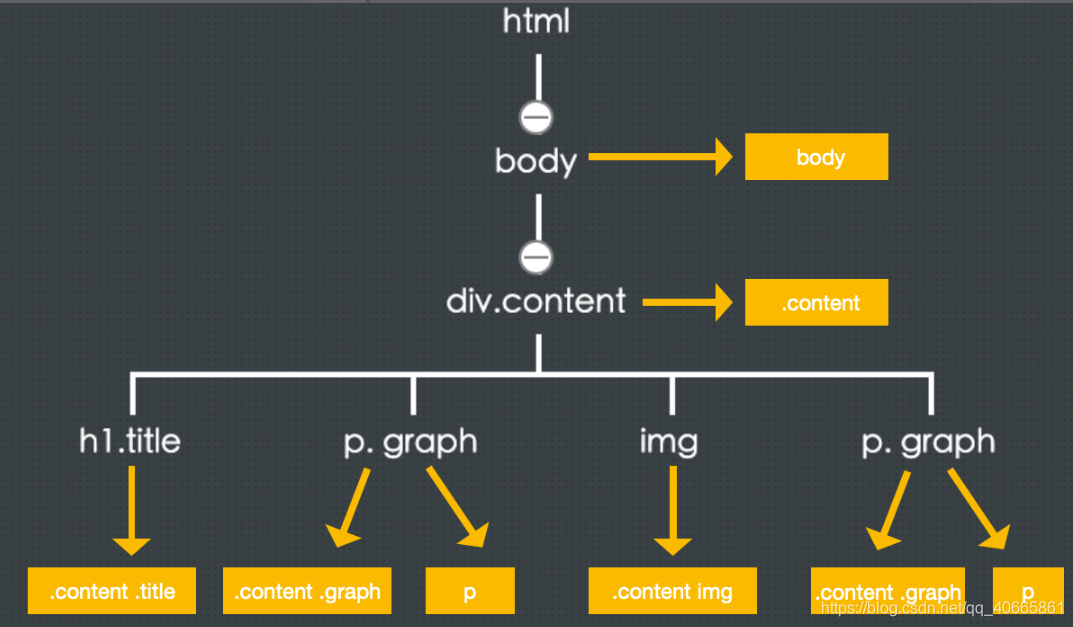 html
body
body
div.content
.content
h1.title
p. graph
img
p. graph
.content .title
.content .graph
p
.content img
.content .graph
p
https://blog.csdn.net/qq_40665861